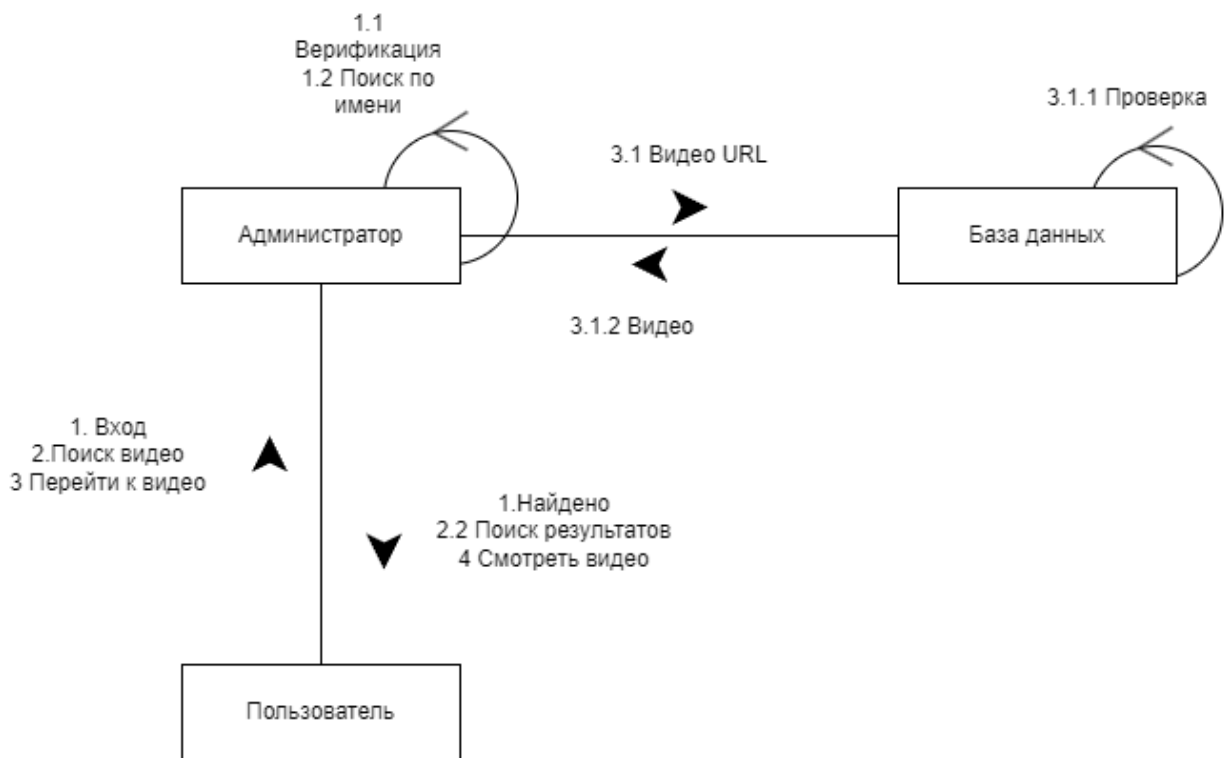 1.1
Верификация
1.2 Поиск по
имени
3.1.1 Проверка
3.1 Видео URL
Администратор
База данных
3.1.2 Видео
1. Вход
2.Поиск видео
3 Перейти к видео
1.Найдено
2.2 Поиск результатов
4 Смотреть видео
Пользователь